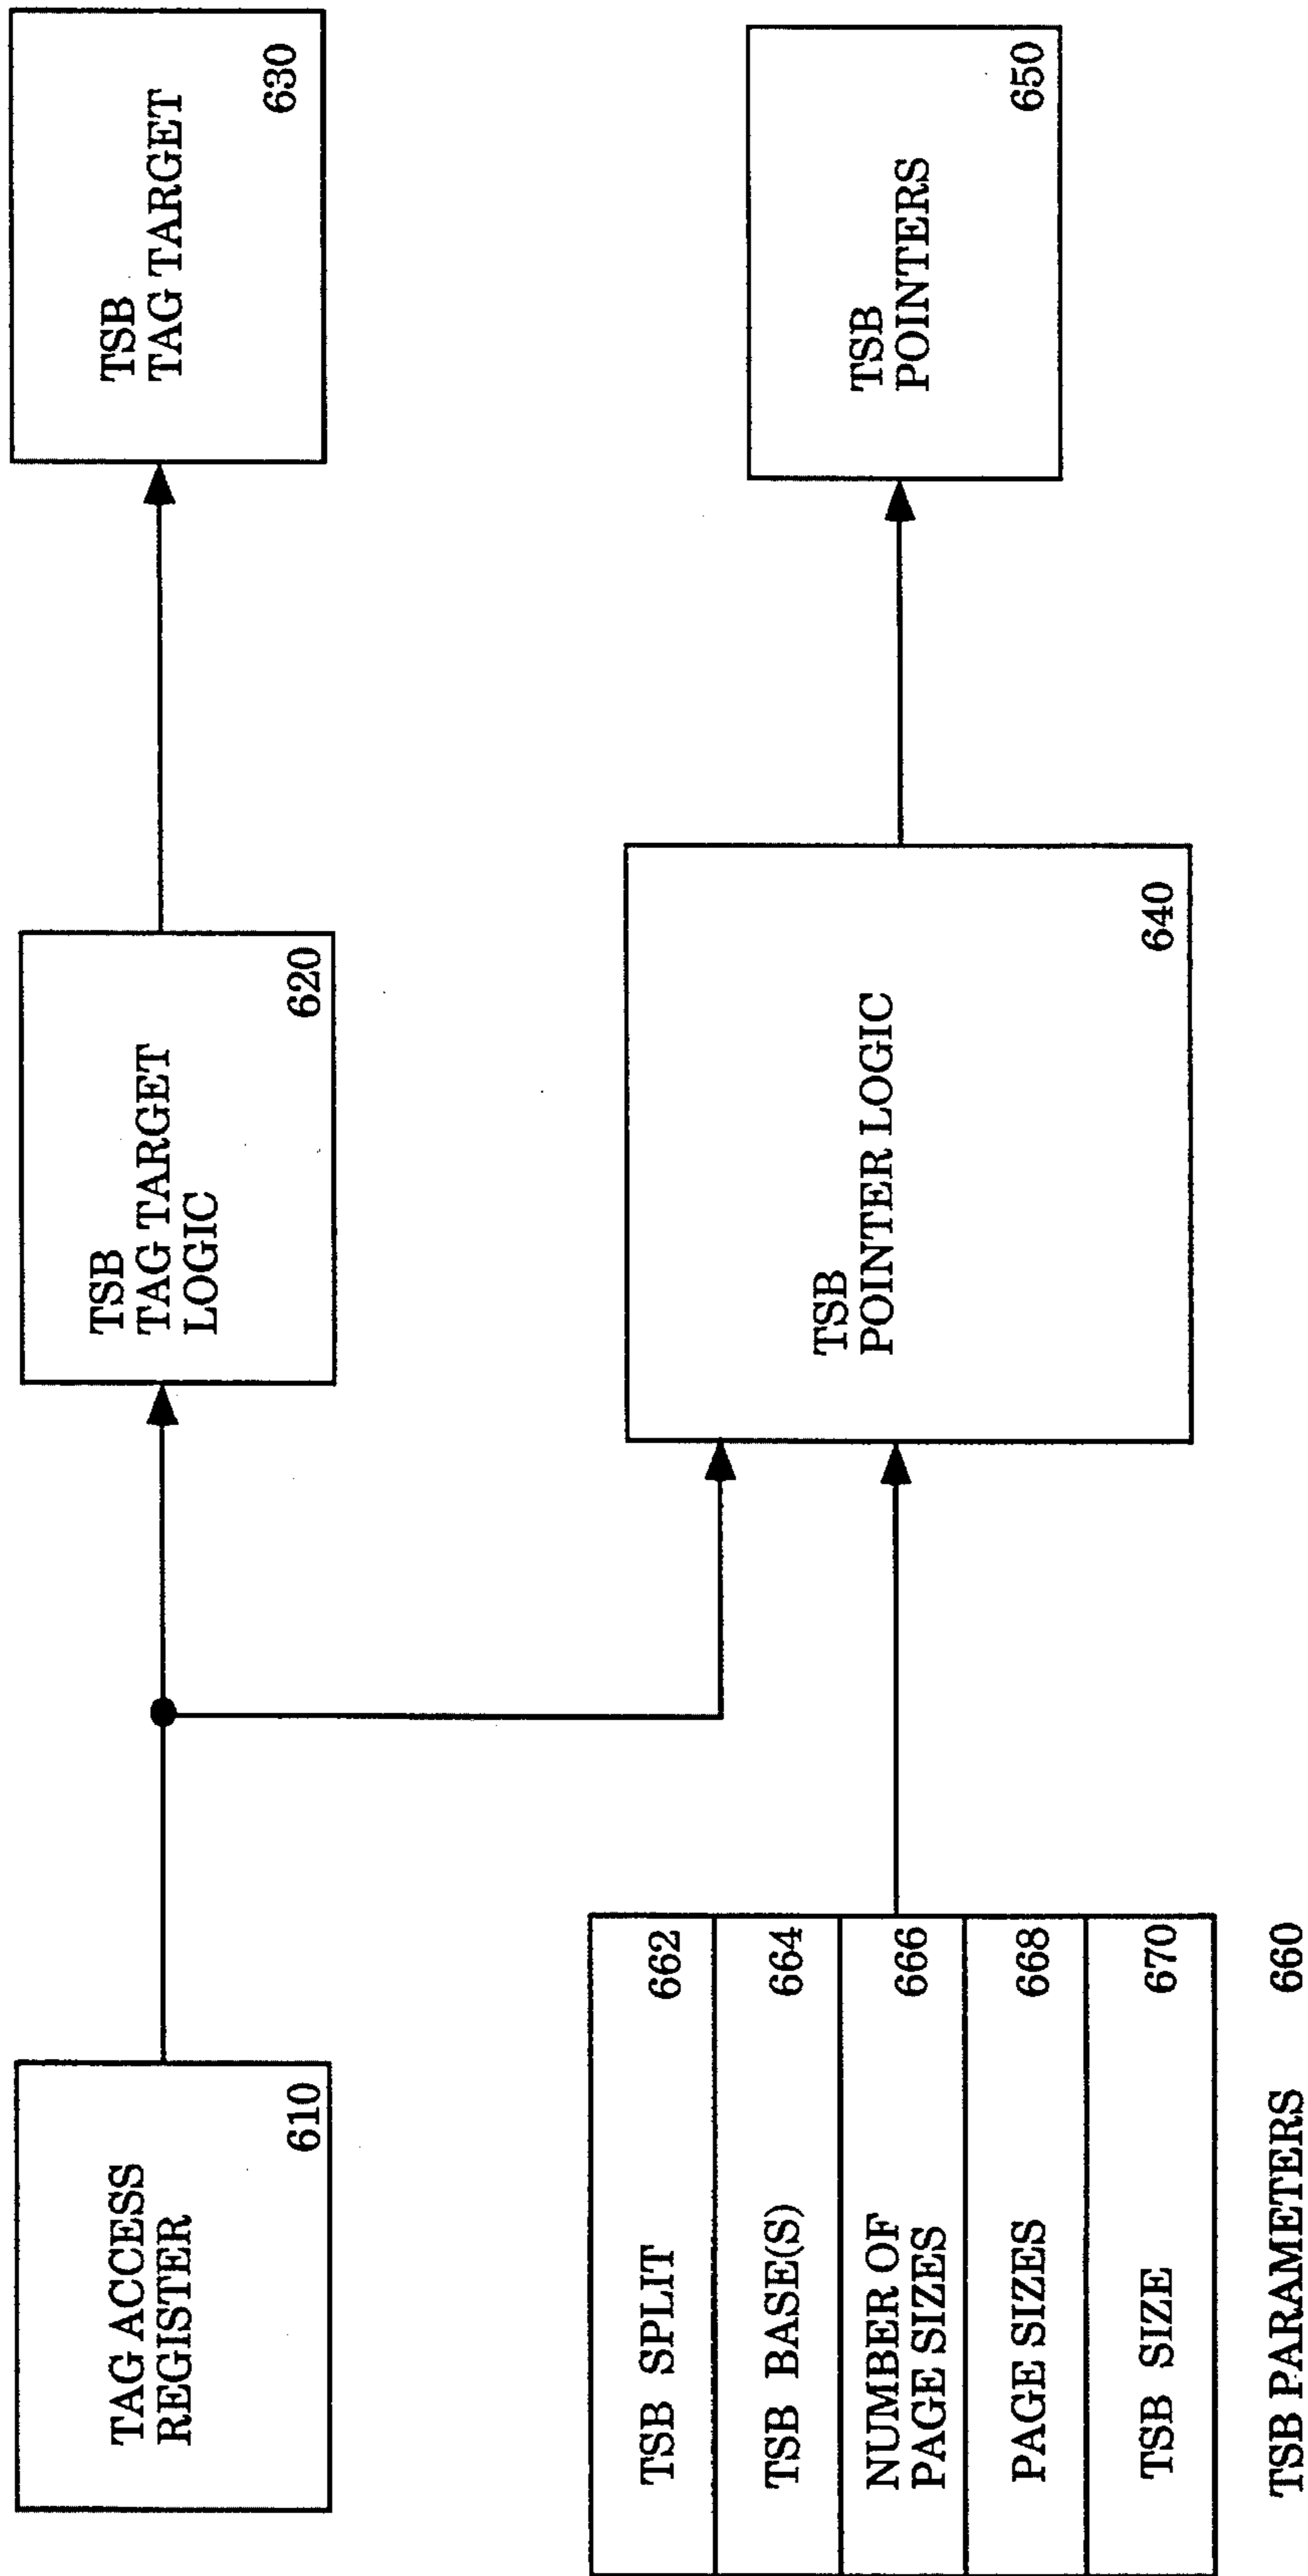 TAG ACCESS
REGISTER
610
TSB
TAG TARGET
LOGIC
620
TSB
TAG TARGET
630
TSB SPLIT 662
TSB BASE(S) 664
NUMBER OF
PAGE SIZES 666
PAGE SIZES 668
TSB SIZE 670
TSB PARAMETERS 660
TSB
POINTER LOGIC
640
TSB
POINTERS
650